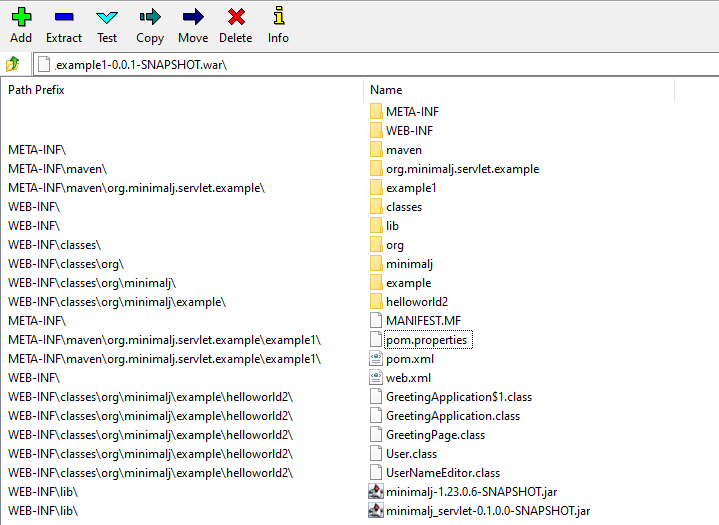 Add Extract Test Copy Move Delete Info
example1-0.0.1-SNAPSHOT.war\
Path Prefix Name
META-INF
WEB-INF
META-INF\ maven
META-INF\maven\ org.minimalj.servlet.example
META-INF\maven\org.minimalj.servlet.example\ example1
WEB-INF\ classes
WEB-INF\ lib
WEB-INF\classes\ org
WEB-INF\classes\org\ minimalj
WEB-INF\classes\org\minimalj\ example
WEB-INF\classes\org\minimalj\example\ helloworld2
META-INF\ MANIFEST.MF
META-INF\maven\org.minimalj.servlet.example\example1\ pom.properties
META-INF\maven\org.minimalj.servlet.example\example1\ pom.xml
WEB-INF\ web.xml
WEB-INF\classes\org\minimalj\example\helloworld2\ GreetingApplication$1.class
WEB-INF\classes\org\minimalj\example\helloworld2\ GreetingApplication.class
WEB-INF\classes\org\minimalj\example\helloworld2\ GreetingPage.class
WEB-INF\classes\org\minimalj\example\helloworld2\ User.class
WEB-INF\classes\org\minimalj\example\helloworld2\ UserNameEditor.class
WEB-INF\lib\ minimalj-1.23.0.6-SNAPSHOT.jar
WEB-INF\lib\ minimalj_servlet-0.1.0.0-SNAPSHOT.jar